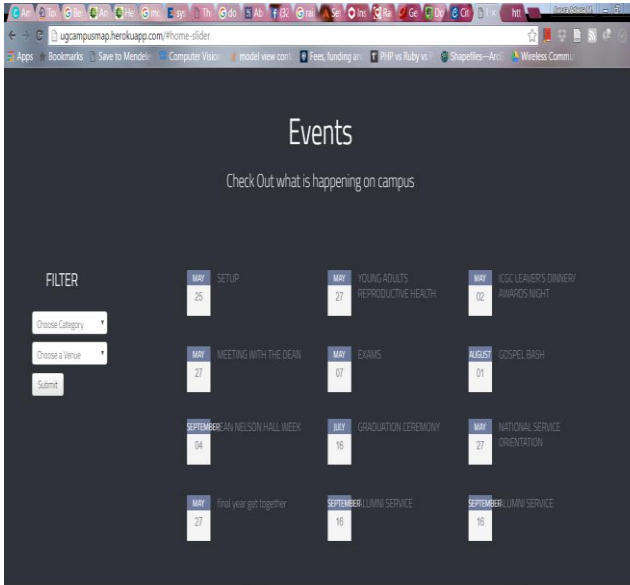 ugcampusmap.herokuapp.com/#home-slider
Apps Bookmarks Save to Mendele Computer Vision model view cont Fees, funding an PHP vs Ruby vs Shapefiles—Arc Wireless Commu
Events
Check Out what is happening on campus
FILTER
Choose Category
Choose a Venue
Submit
MAY 25 SETUP
MAY 27 YOUNG ADULTS REPRODUCTIVE HEALTH
MAY 02 ICGC LEAVER'S DINNER/ AWARDS NIGHT
MAY 27 MEETING WITH THE DEAN
MAY 07 EXAMS
AUGUST 01 GOSPEL BASH
SEPTEMBER 04 EAN NELSON HALL WEEK
JULY 16 GRADUATION CEREMONY
MAY 27 NATIONAL SERVICE ORIENTATION
MAY 27 final year get together
SEPTEMBER 16 ALUMNI SERVICE
SEPTEMBER 16 ALUMNI SERVICE